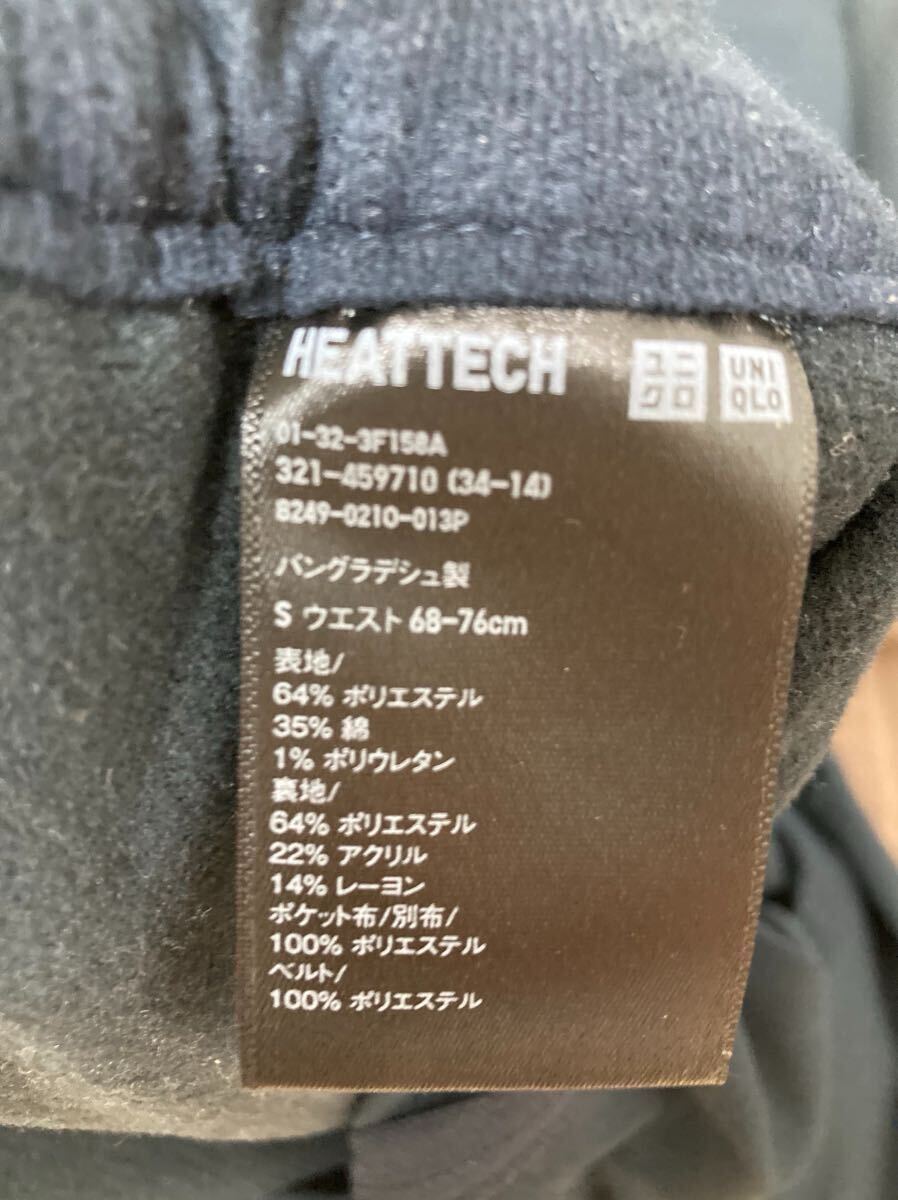 HEATTECH ユニクロ UNIQLO
01-32-3F158A
321-459710 (34-14)
8249-0210-013P
バングラデシュ製
S ウエスト 68-76cm
表地/
64% ポリエステル
35% 綿
1% ポリウレタン
裏地/
64% ポリエステル
22% アクリル
14% レーヨン
ポケット布/別布/
100% ポリエステル
ベルト/
100% ポリエステル